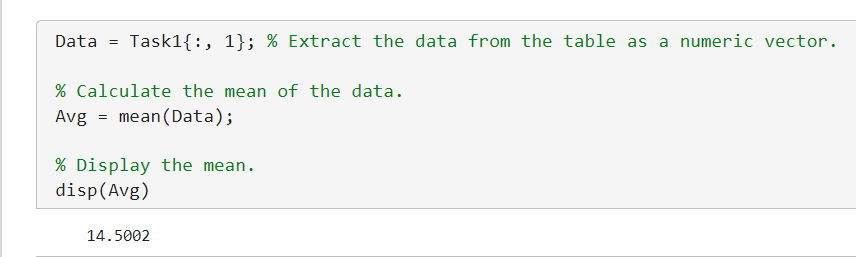 Data = Task1{:, 1}; % Extract the data from the table as a numeric vector.
% Calculate the mean of the data.
Avg = mean(Data);
% Display the mean.
disp(Avg)
14.5002